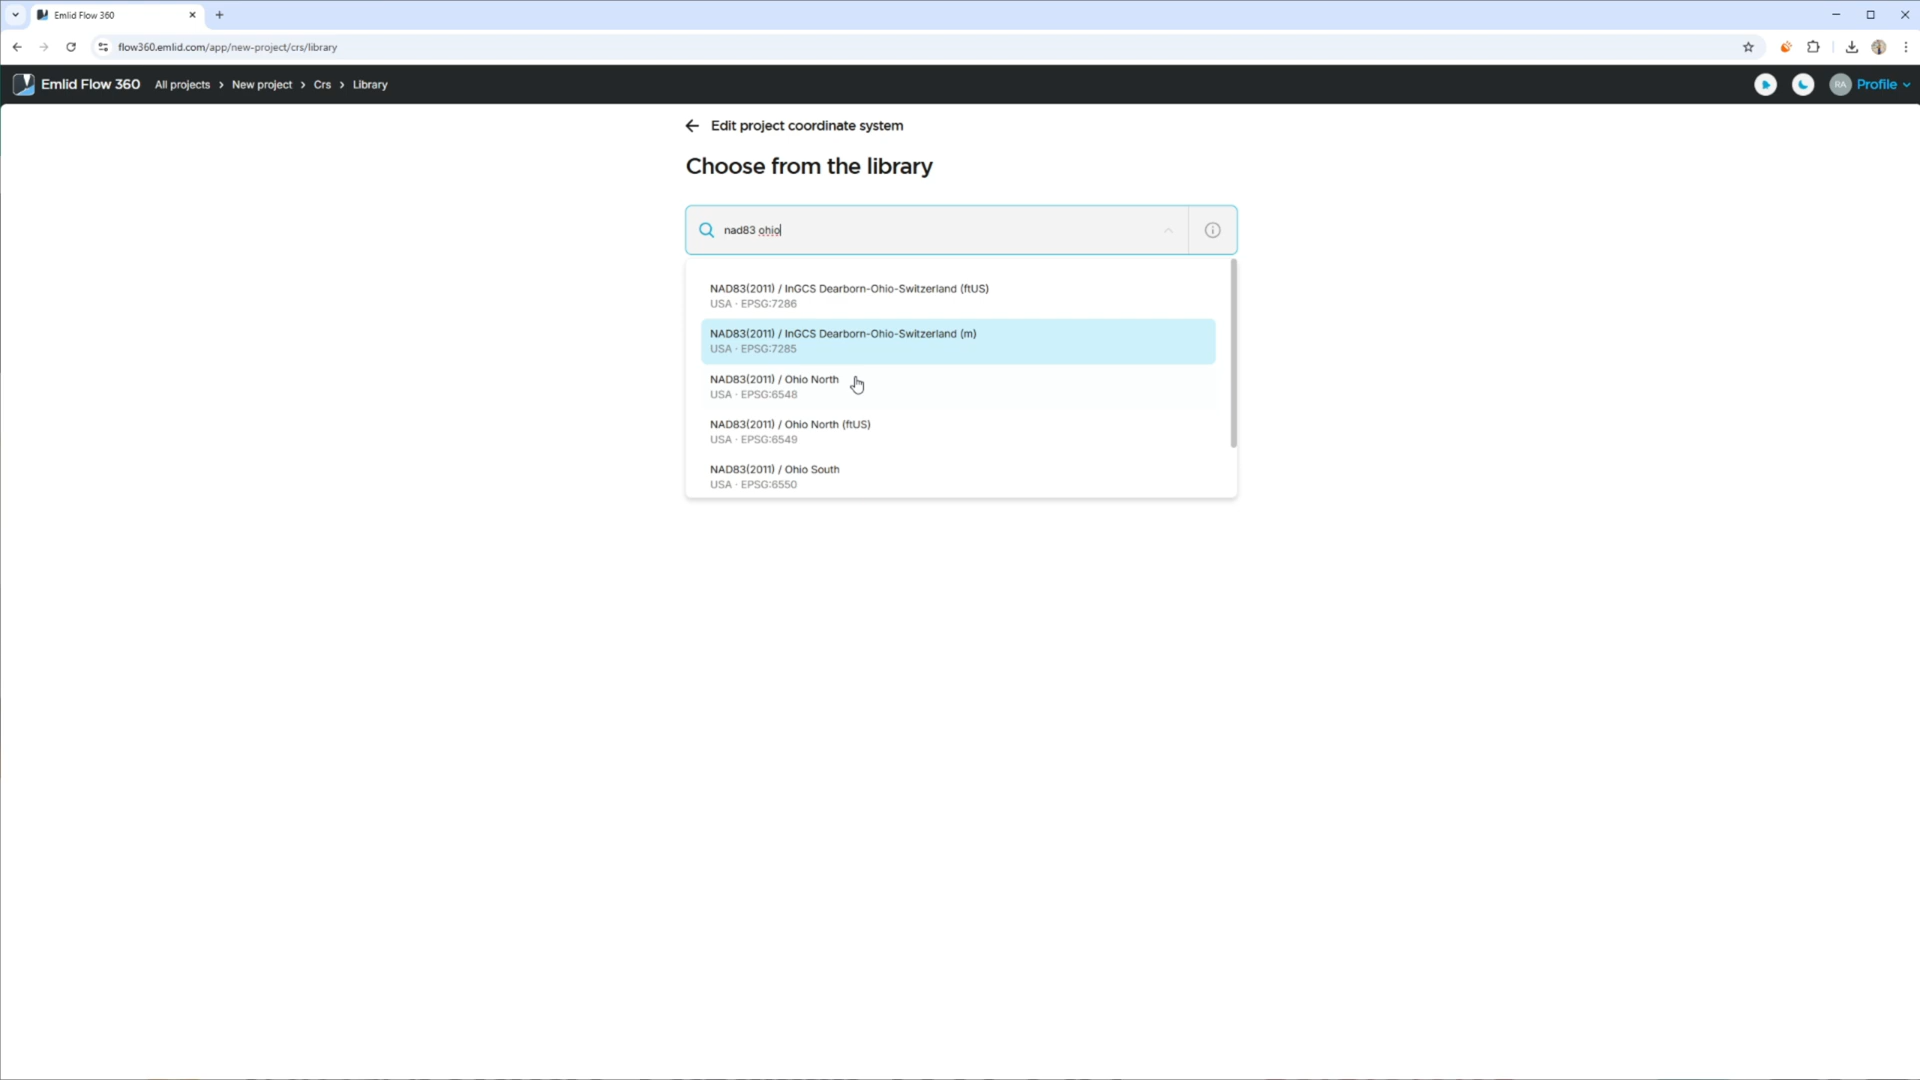 Emlid Flow 360
flow360.emlid.com/app/new-project/crs/library
Emlid Flow 360 All projects > New project > Crs > Library
RA Profile
Edit project coordinate system
Choose from the library
nad83 ohio
NAD83(2011) / InGCS Dearborn-Ohio-Switzerland (ftUS)
USA · EPSG:7286
NAD83(2011) / InGCS Dearborn-Ohio-Switzerland (m)
USA · EPSG:7285
NAD83(2011) / Ohio North
USA · EPSG:6548
NAD83(2011) / Ohio North (ftUS)
USA · EPSG:6549
NAD83(2011) / Ohio South
USA · EPSG:6550